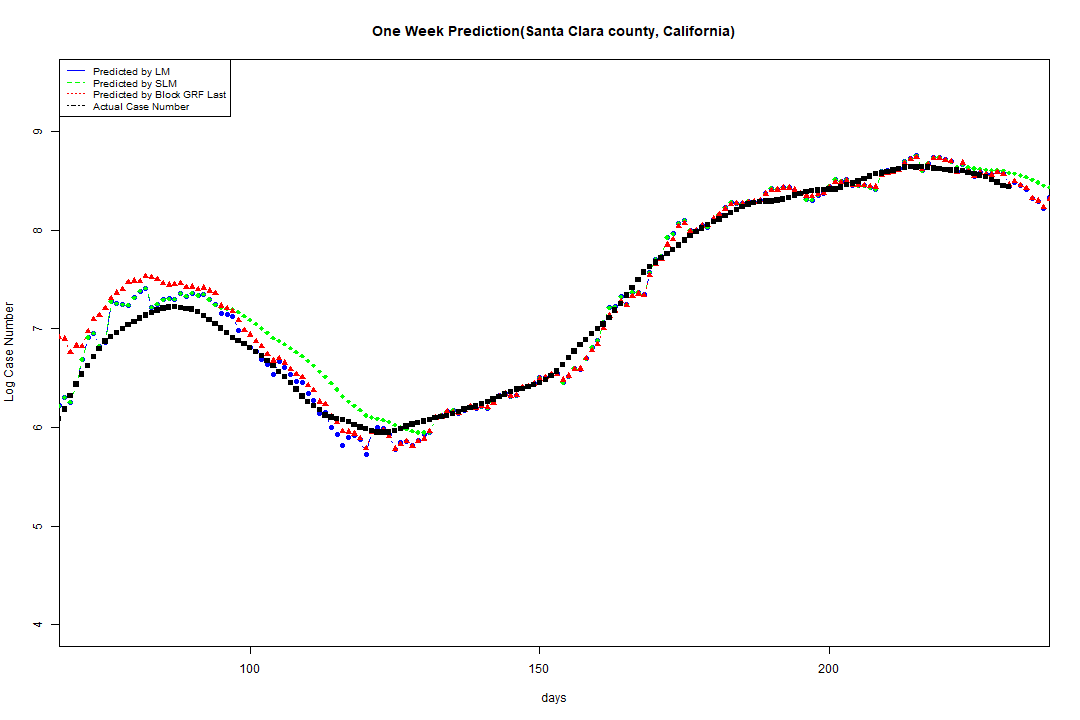 One Week Prediction(Santa Clara county, California)
Predicted by LM
Predicted by SLM
Predicted by Block GRF Last
Actual Case Number
Log Case Number
9
8
7
6
5
4
100
150
200
days